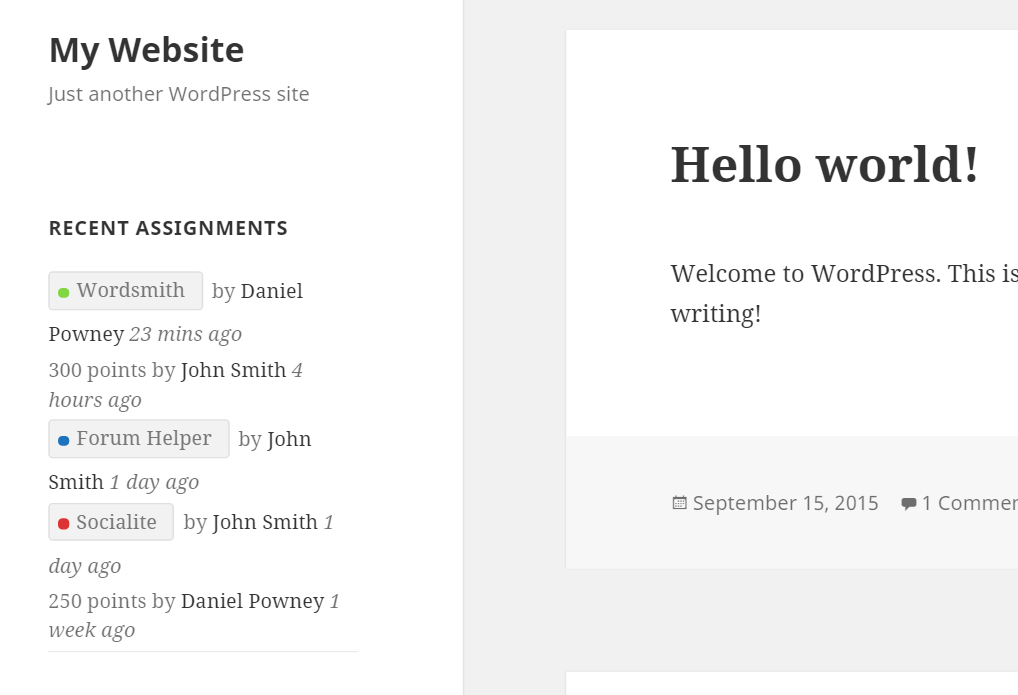 My Website
Just another WordPress site
RECENT ASSIGNMENTS
Wordsmith by Daniel
Powney 23 mins ago
300 points by John Smith 4
hours ago
Forum Helper by John
Smith 1 day ago
Socialite by John Smith 1
day ago
250 points by Daniel Powney 1
week ago
Hello world!
Welcome to WordPress. This is
writing!
September 15, 2015 1 Commen